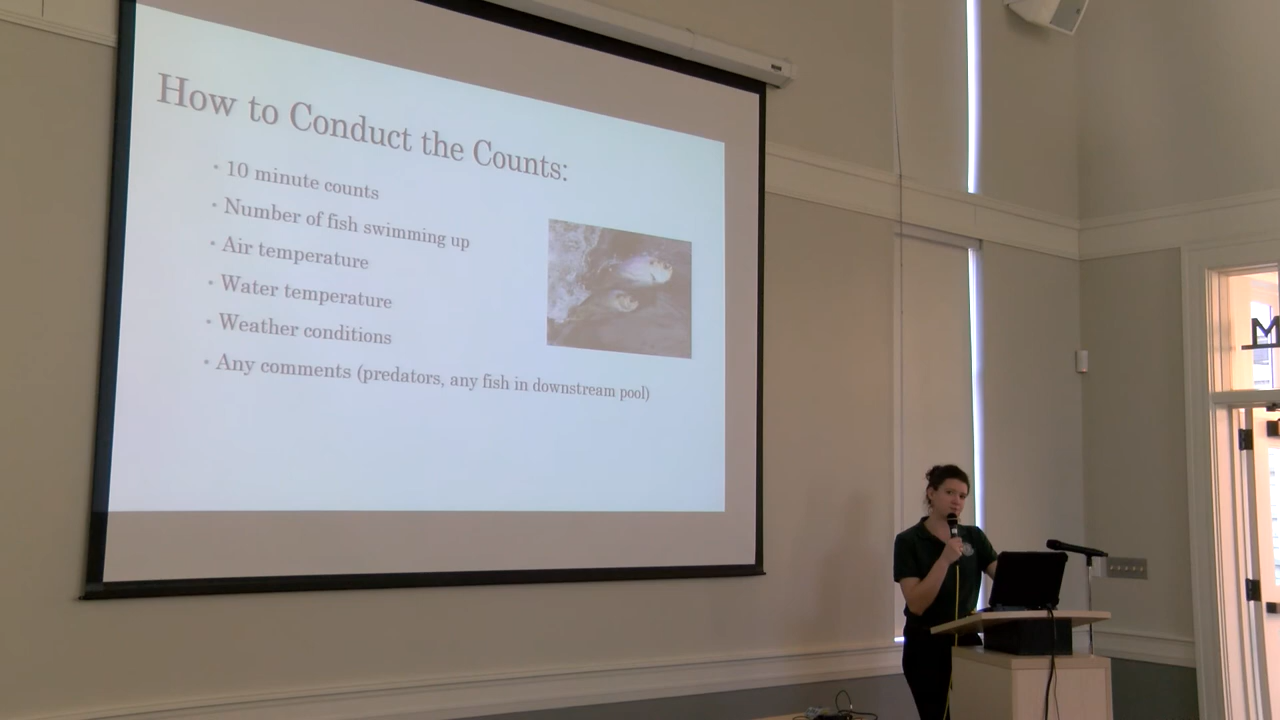 How to Conduct the Counts:
• 10 minute counts
• Number of fish swimming up
• Air temperature
• Water temperature
• Weather conditions
• Any comments (predators, any fish in downstream pool)
M